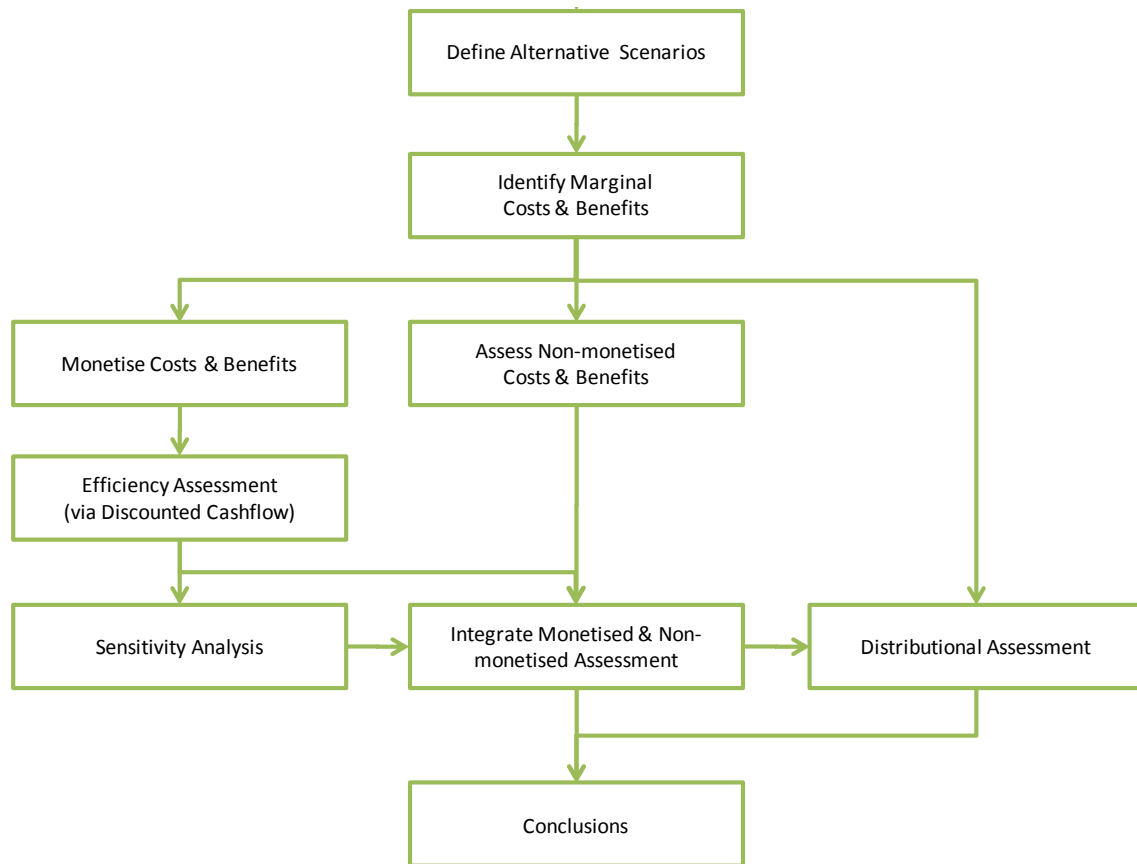 Define Alternative Scenarios
Identify Marginal
Costs & Benefits
Monetise Costs & Benefits
Assess Non-monetised
Costs & Benefits
Efficiency Assessment
(via Discounted Cashflow)
Sensitivity Analysis
Integrate Monetised & Non-
monetised Assessment
Distributional Assessment
Conclusions